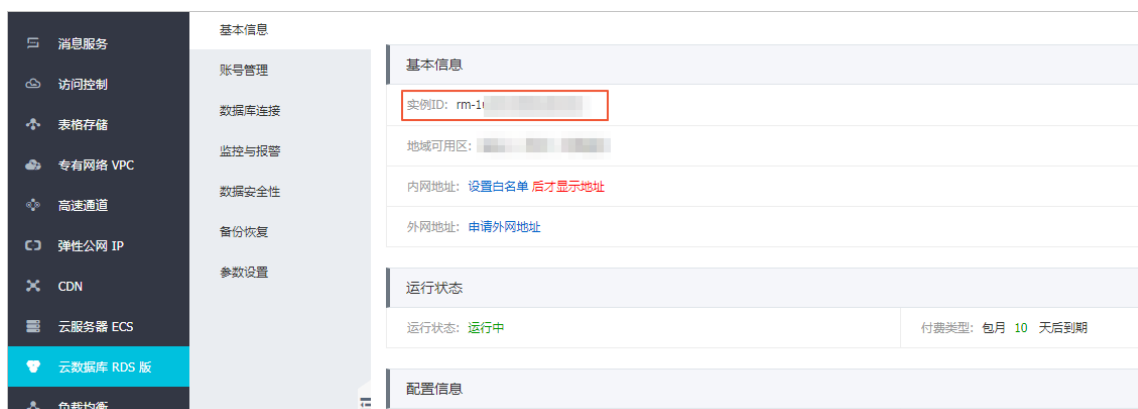 消息服务
访问控制
表格存储
专有网络 VPC
高速通道
弹性公网 IP
CDN
云服务器 ECS
云数据库 RDS 版
负载均衡
基本信息
账号管理
数据库连接
监控与报警
数据安全性
备份恢复
参数设置
基本信息
实例ID: rm-1
地域可用区:
内网地址: 设置白名单 后才显示地址
外网地址: 申请外网地址
运行状态
运行状态: 运行中
付费类型: 包月 10 天后到期
配置信息